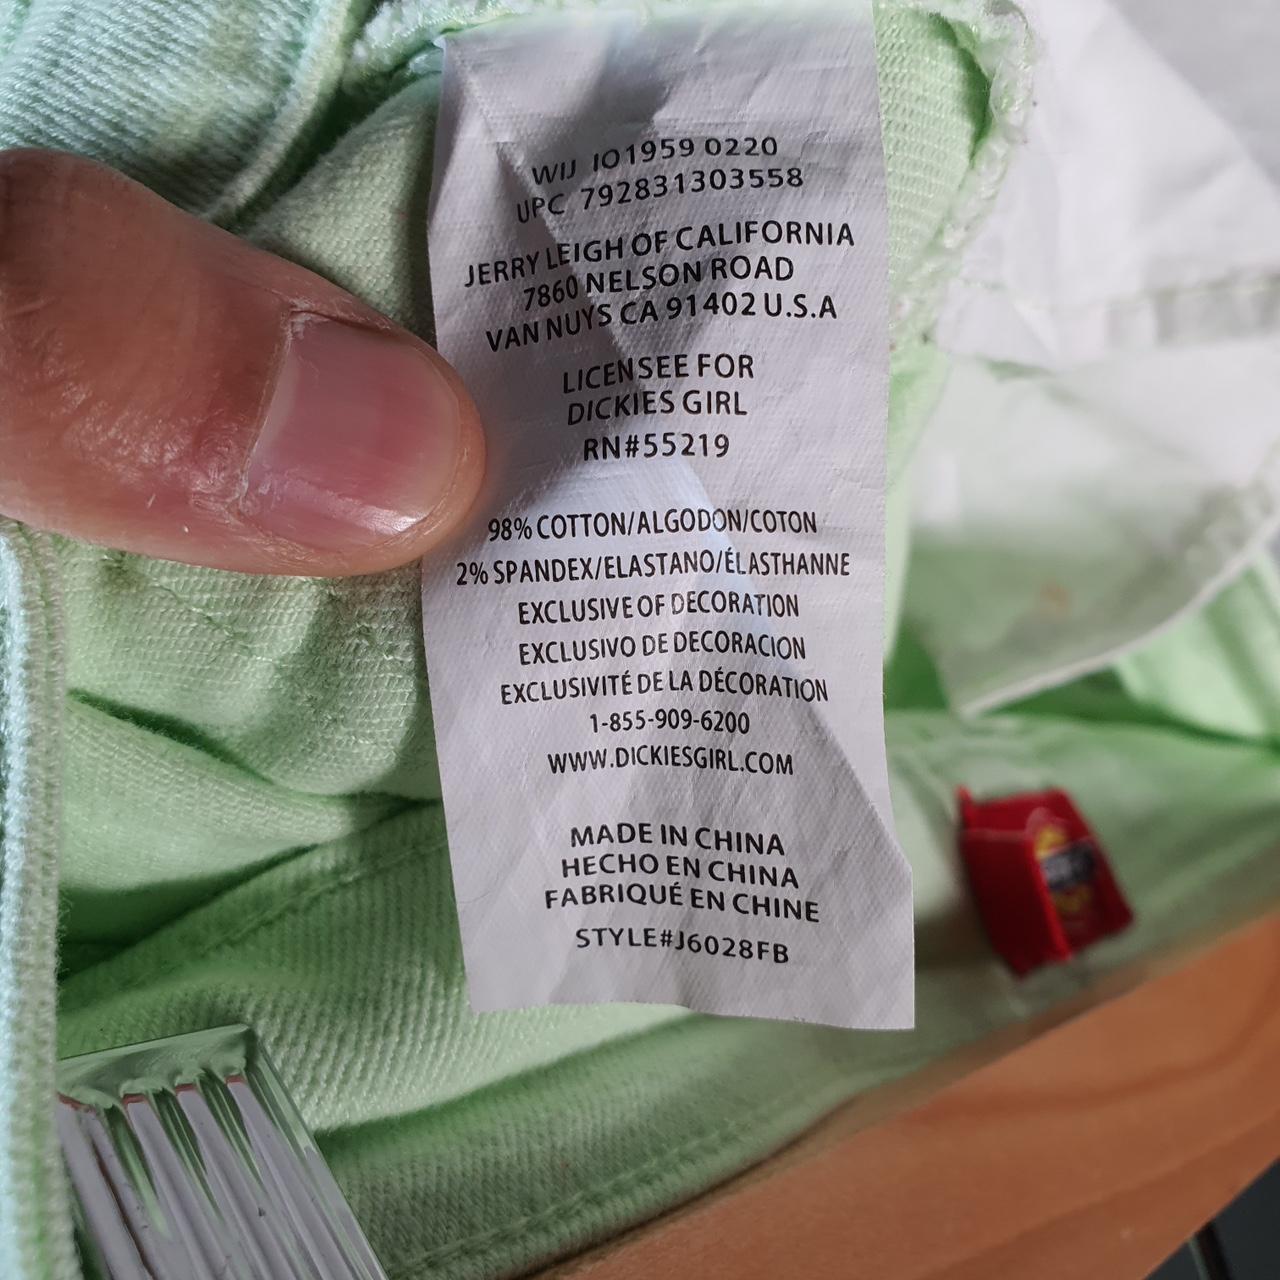 WIJ IO1959 0220
UPC 792831303558
JERRY LEIGH OF CALIFORNIA
7860 NELSON ROAD
VAN NUYS CA 91402 U.S.A
LICENSEE FOR
DICKIES GIRL
RN#55219
98% COTTON/ALGODON/COTON
2% SPANDEX/ELASTANO/ÉLASTHANNE
EXCLUSIVE OF DECORATION
EXCLUSIVO DE DECORACION
EXCLUSIVITÉ DE LA DÉCORATION
1-855-909-6200
WWW.DICKIESGIRL.COM
MADE IN CHINA
HECHO EN CHINA
FABRIQUÉ EN CHINE
STYLE#J6028FB